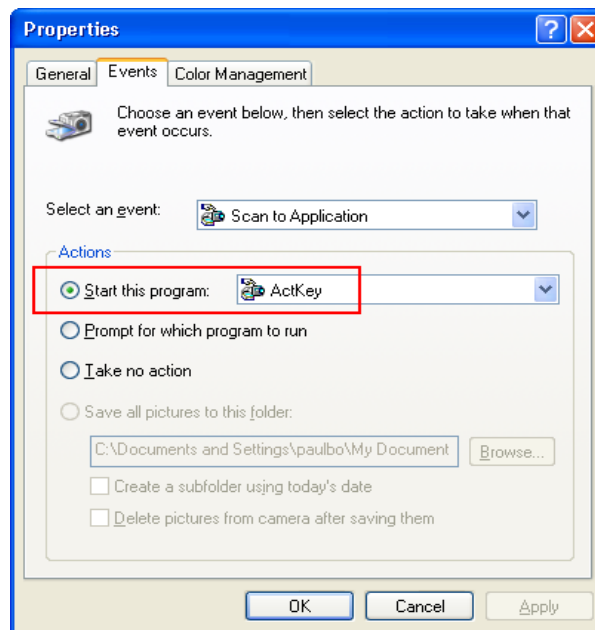 Properties
General Events Color Management
Choose an event below, then select the action to take when that
event occurs.
Select an event: Scan to Application
Actions
Start this program: ActKey
Prompt for which program to run
Take no action
Save all pictures to this folder:
C:\Documents and Settings\paulbo\My Document Browse...
Create a subfolder using today's date
Delete pictures from camera after saving them
OK Cancel Apply